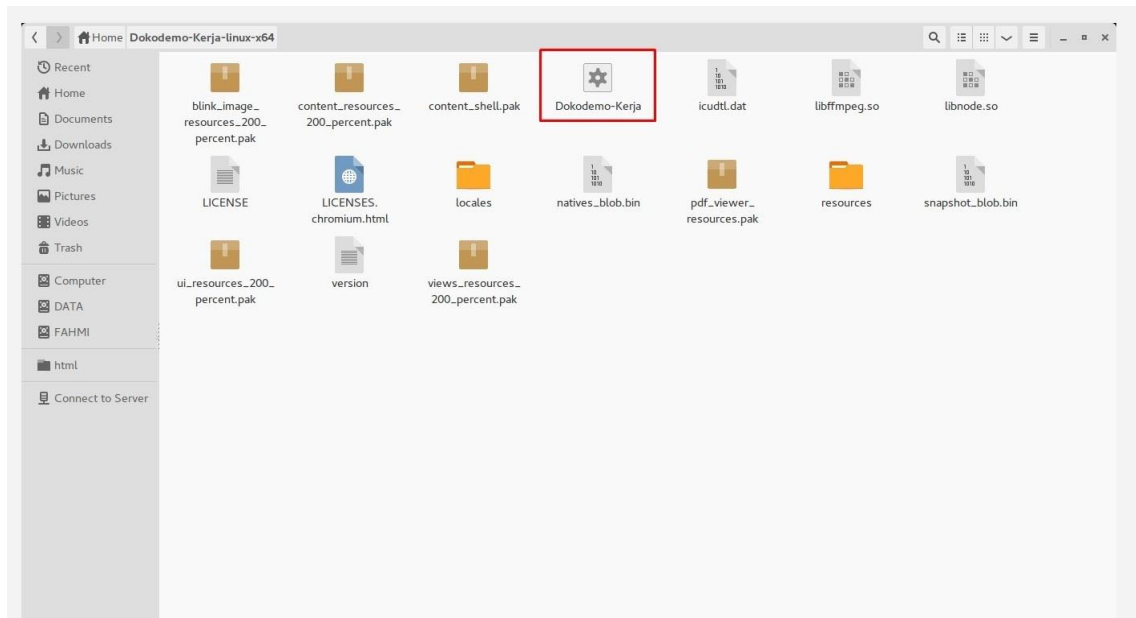 Home Dokodemo-Kerja-linux-x64
Recent
Home
Documents
Downloads
Music
Pictures
Videos
Trash
Computer
DATA
FAHMI
html
Connect to Server
blink_image_
resources_200_
percent.pak
content_resources_
200_percent.pak
content_shell.pak
Dokodemo-Kerja
icudtl.dat
libffmpeg.so
libnode.so
LICENSE
LICENSES.
chromium.html
locales
natives_blob.bin
pdf_viewer_
resources.pak
resources
snapshot_blob.bin
ui_resources_200_
percent.pak
version
views_resources_
200_percent.pak